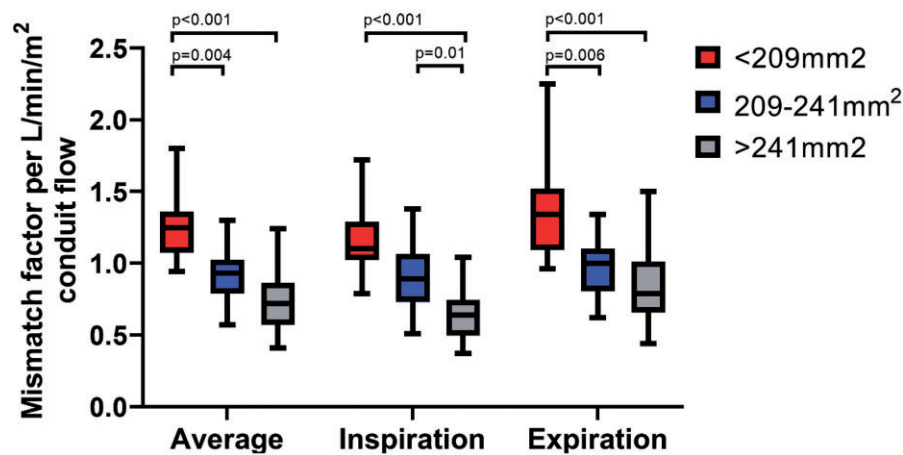 p<0.001
p=0.004
p<0.001
p=0.01
p<0.001
p=0.006
<209mm2
209-241mm²
>241mm2
Mismatch factor per L/min/m²
conduit flow
2.5
2.0
1.5
1.0
0.5
0.0
Average
Inspiration
Expiration